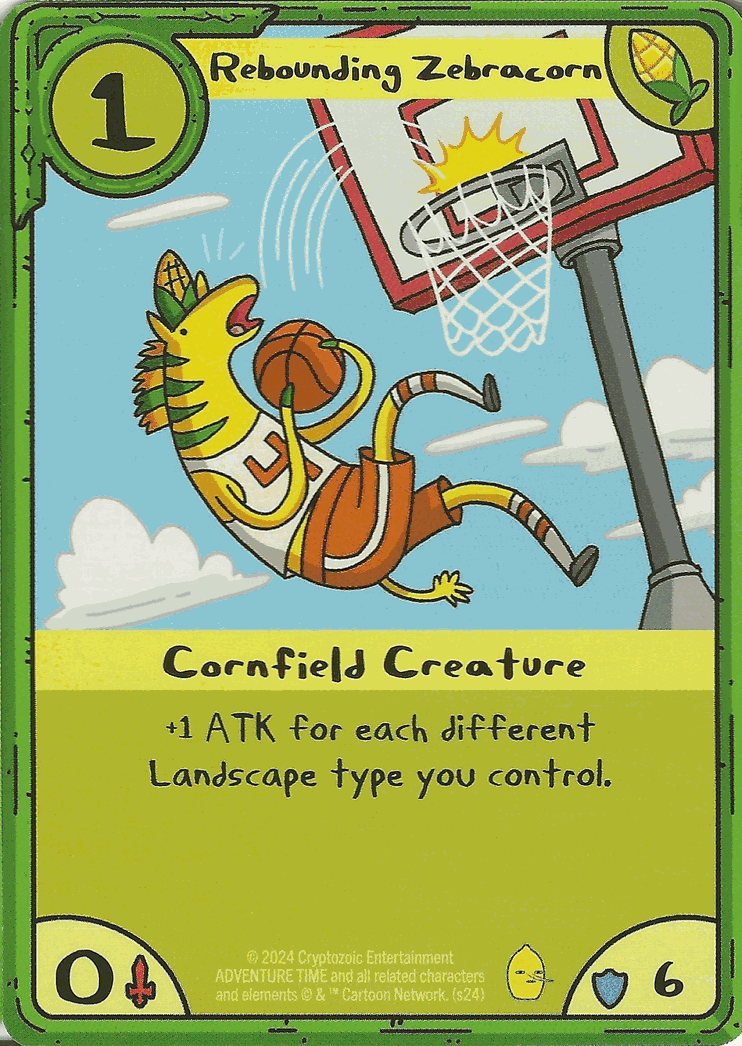 1
Rebounding Zebracorn
4
Cornfield Creature
+1 ATK for each different
Landscape type you control.
0
6
© 2024 Cryptozoic Entertainment
ADVENTURE TIME and all related characters
and elements © & ™ Cartoon Network. (s24)